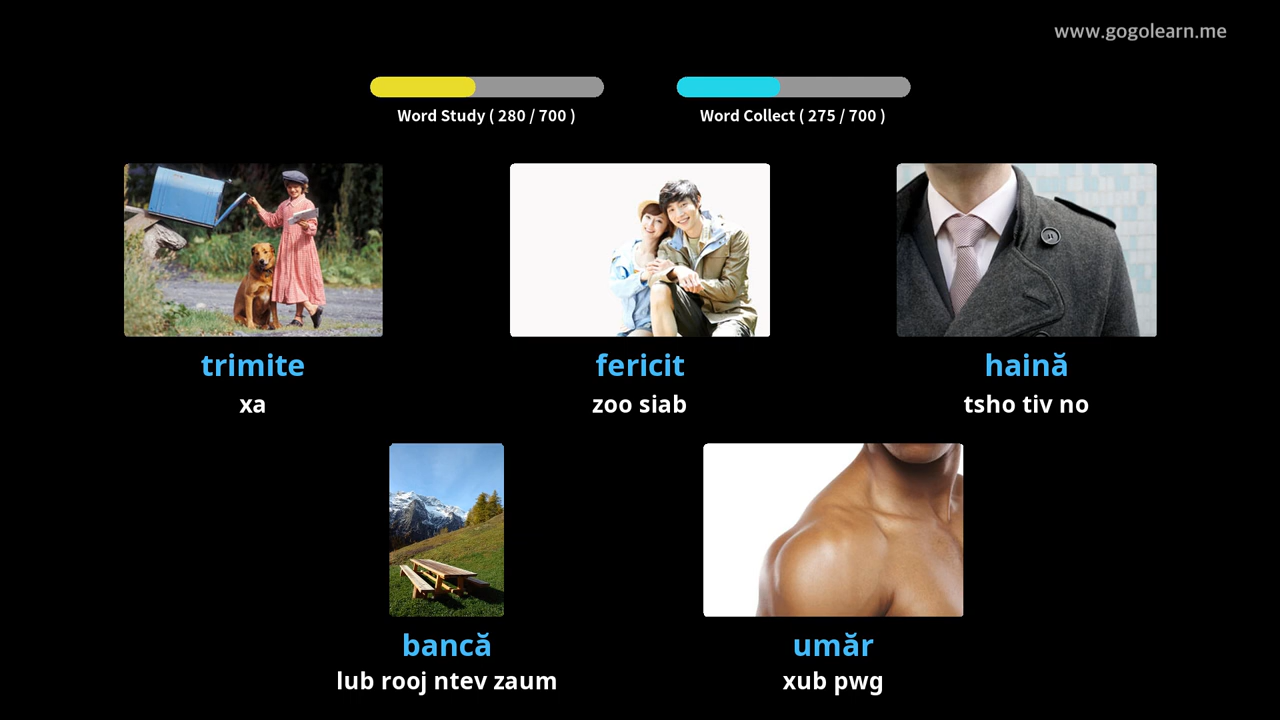 www.gogolearn.me
Word Study ( 280 / 700 )
Word Collect ( 275 / 700 )
trimite
xa
fericit
zoo siab
haină
tsho tiv no
bancă
lub rooj ntev zaum
umăr
xub pwg